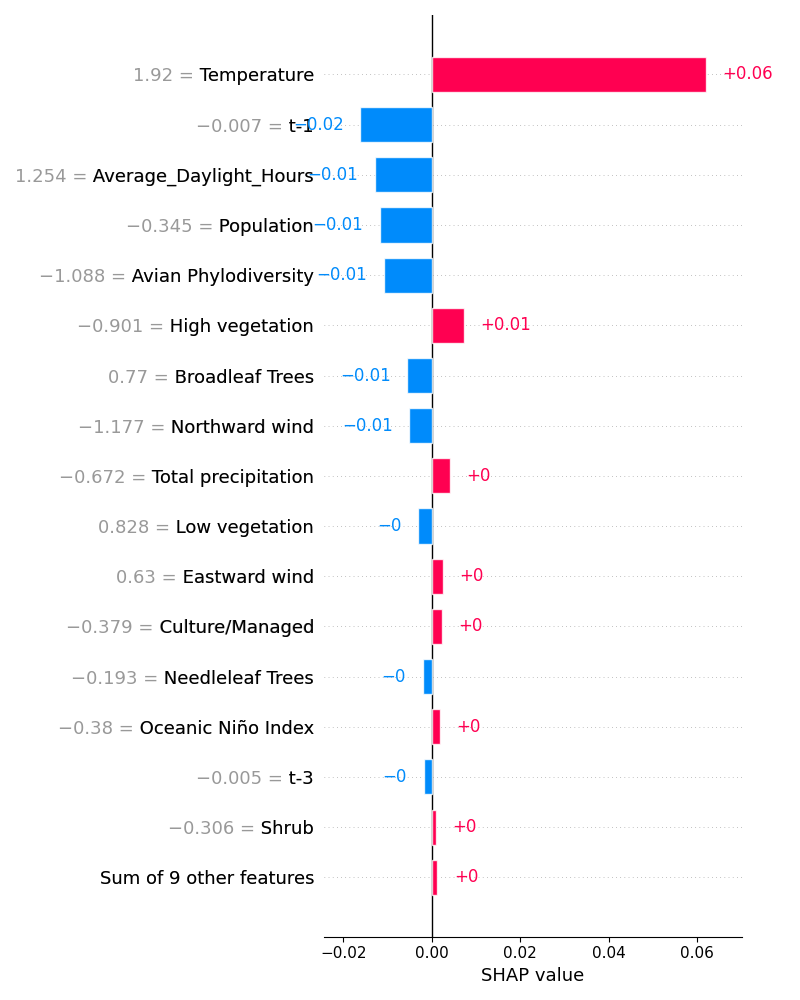 1.92 = Temperature +0.06
−0.007 = t-1 −0.02
1.254 = Average_Daylight_Hours −0.01
−0.345 = Population −0.01
−1.088 = Avian Phylodiversity −0.01
−0.901 = High vegetation +0.01
0.77 = Broadleaf Trees −0.01
−1.177 = Northward wind −0.01
−0.672 = Total precipitation +0
0.828 = Low vegetation −0
0.63 = Eastward wind +0
−0.379 = Culture/Managed +0
−0.193 = Needleleaf Trees −0
−0.38 = Oceanic Niño Index +0
−0.005 = t-3 −0
−0.306 = Shrub +0
Sum of 9 other features +0
−0.02 0.00 0.02 0.04 0.06
SHAP value